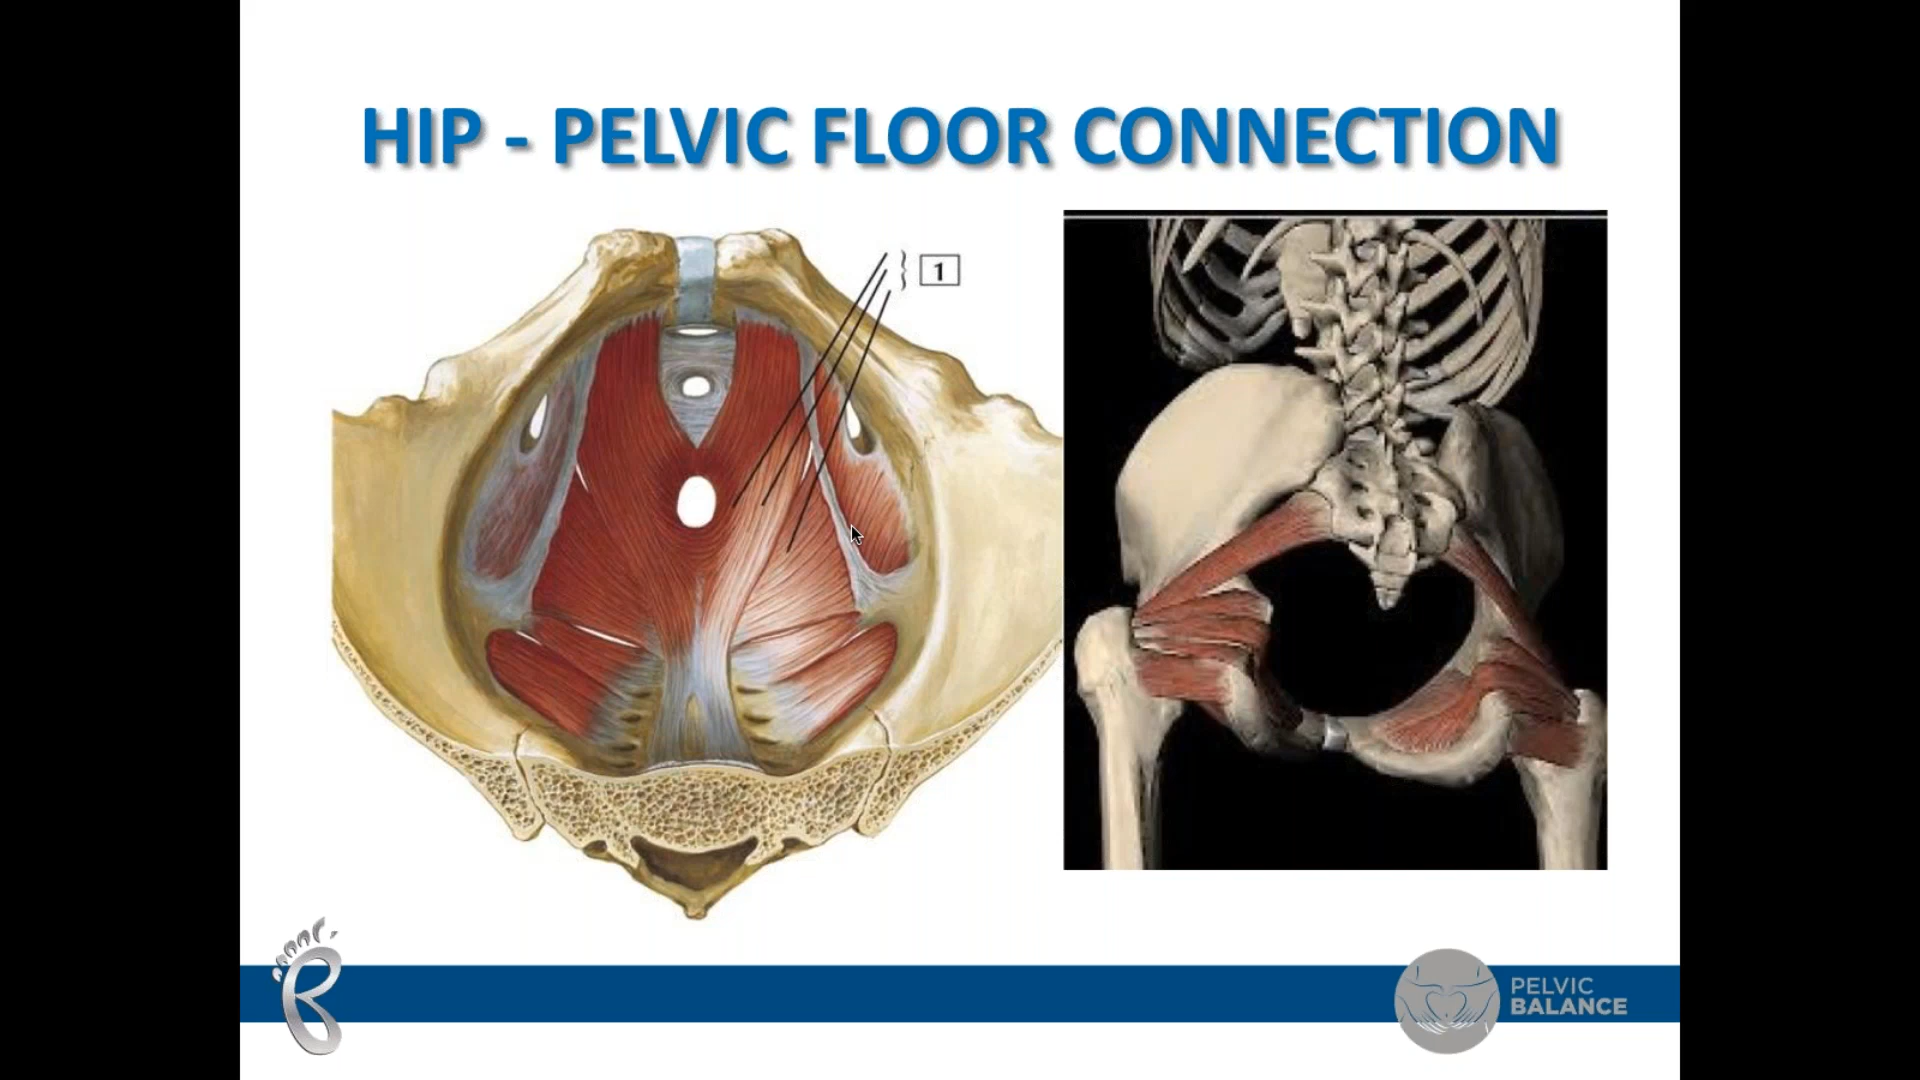 HIP - PELVIC FLOOR CONNECTION
1
PELVIC
BALANCE